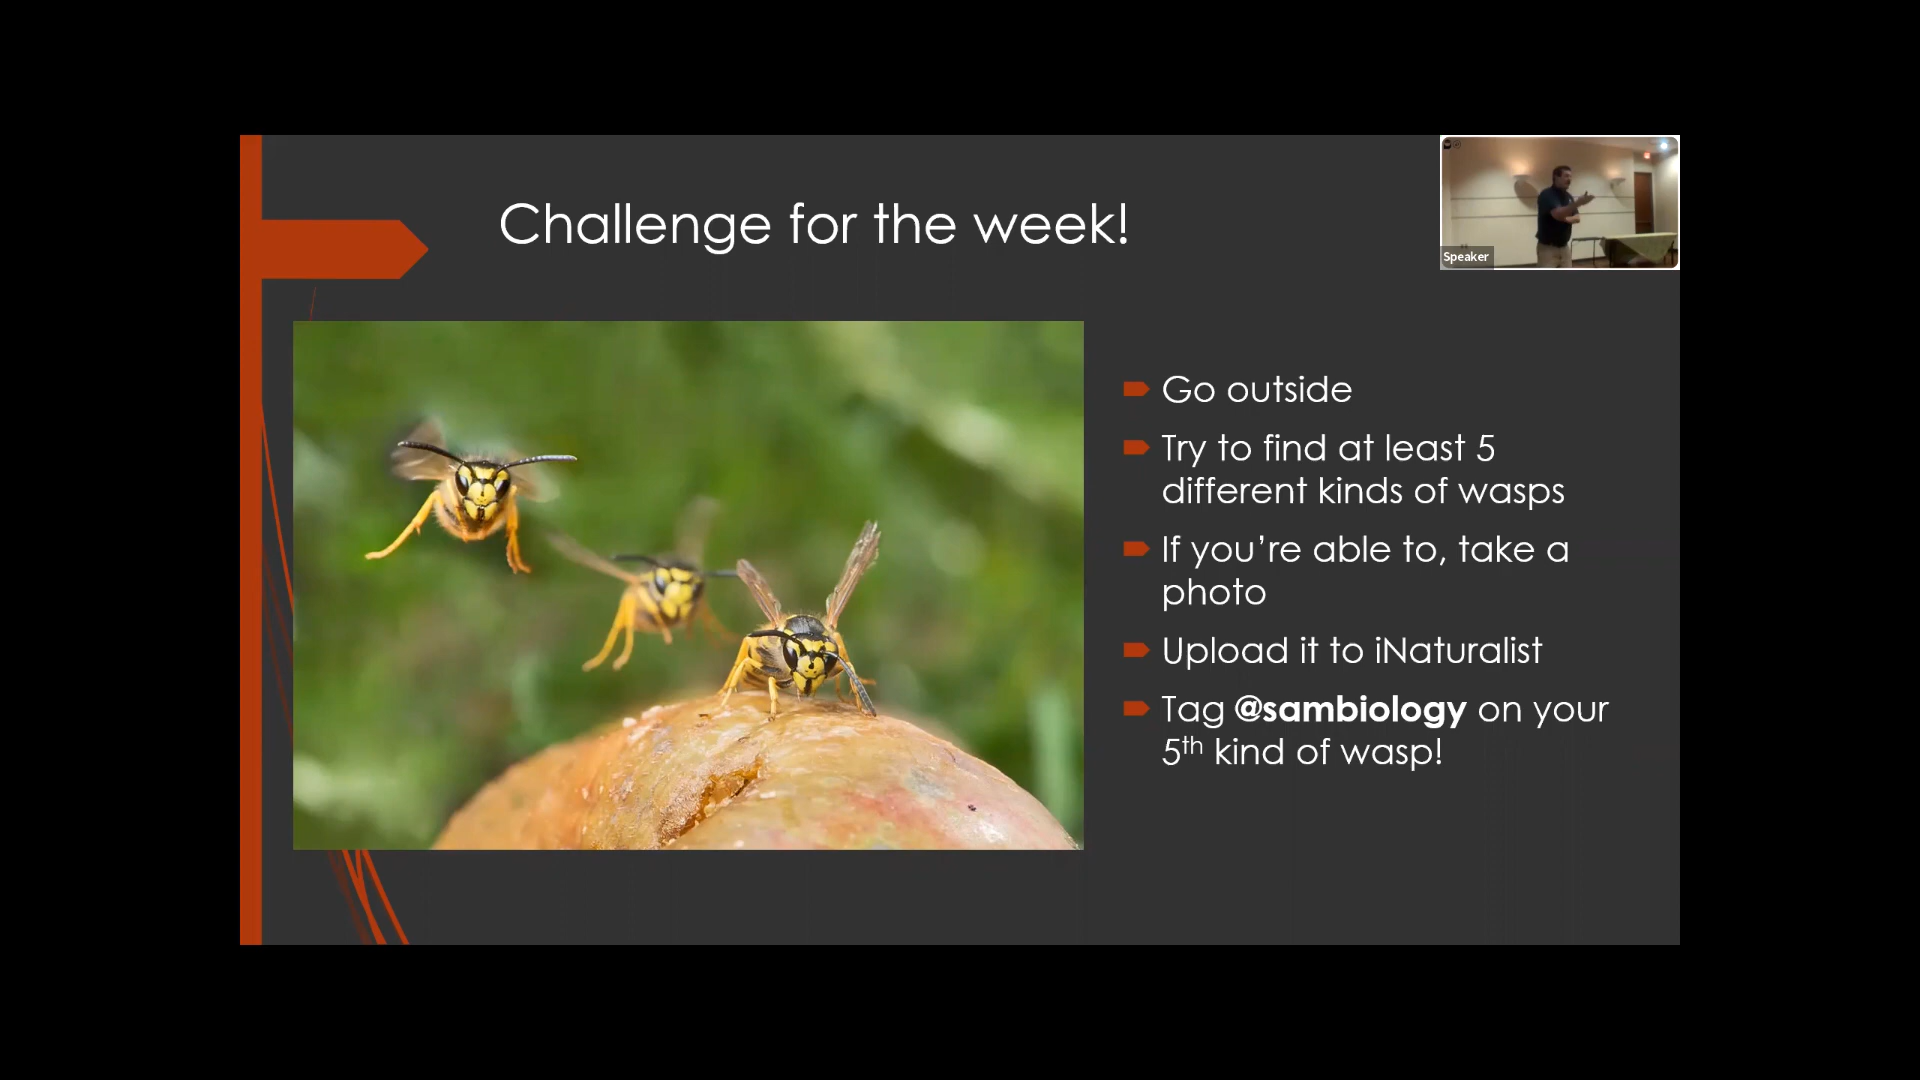 Challenge for the week!
Speaker
Go outside
Try to find at least 5
different kinds of wasps
If you’re able to, take a
photo
Upload it to iNaturalist
Tag @sambiology on your
5th kind of wasp!